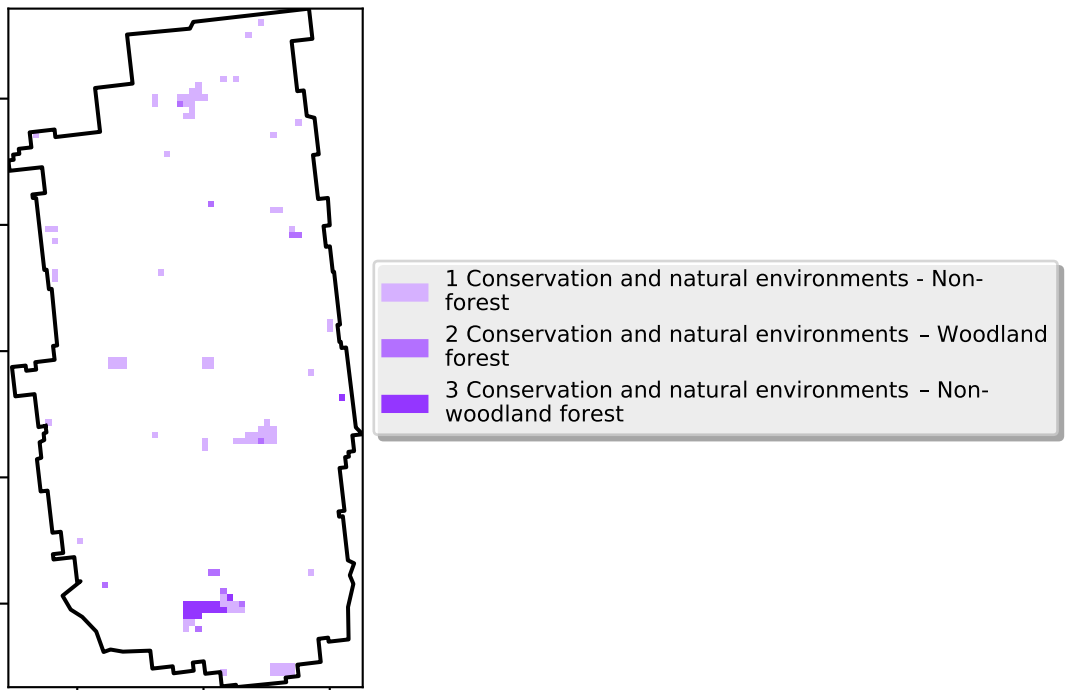 1 Conservation and natural environments - Non-
forest
2 Conservation and natural environments – Woodland
forest
3 Conservation and natural environments – Non-
woodland forest